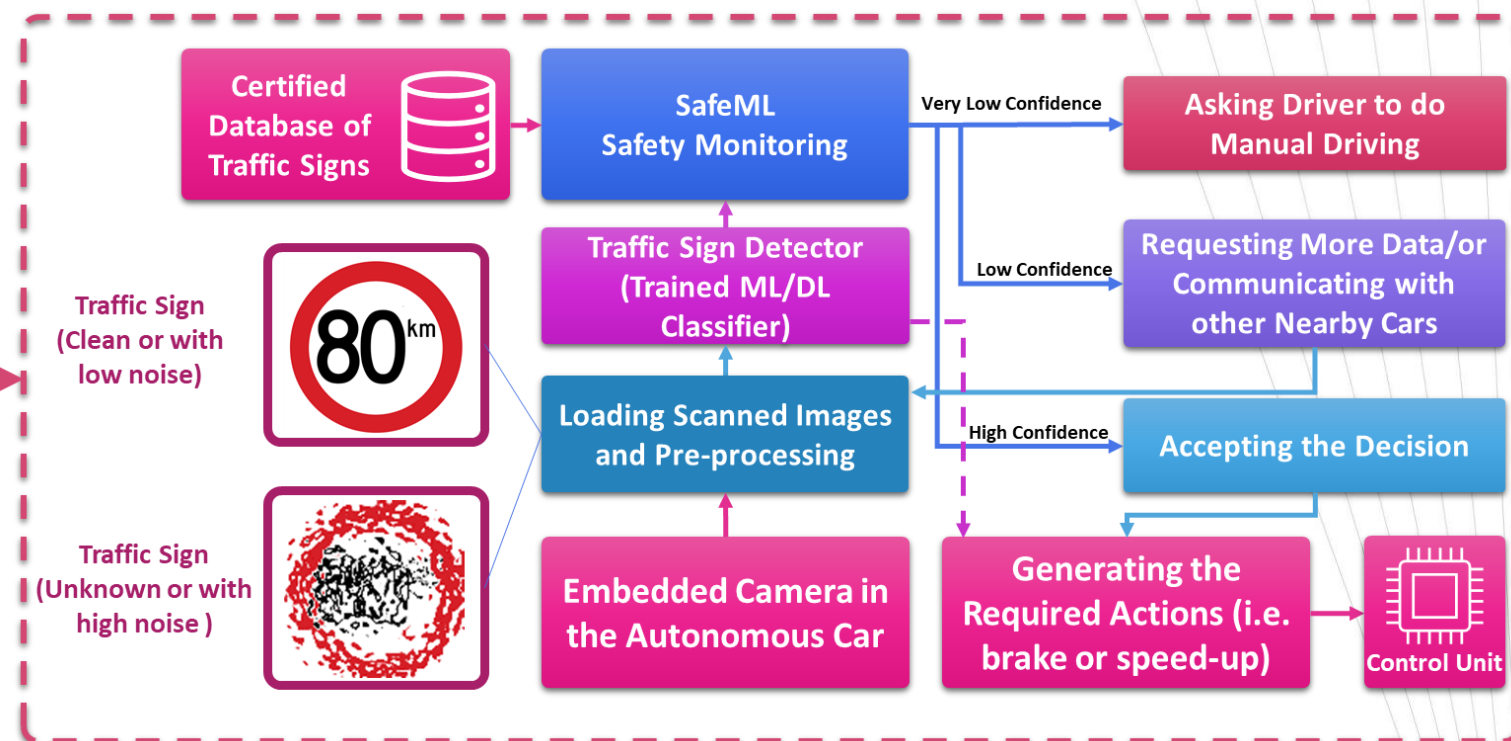 Certified
Database of
Traffic Signs
SafeML
Safety Monitoring
Very Low Confidence
Asking Driver to do
Manual Driving
Traffic Sign
(Clean or with
low noise)
80 km
Traffic Sign Detector
(Trained ML/DL
Classifier)
Low Confidence
Requesting More Data/or
Communicating with
other Nearby Cars
Loading Scanned Images
and Pre-processing
High Confidence
Accepting the Decision
Traffic Sign
(Unknown or with
high noise )
Embedded Camera in
the Autonomous Car
Generating the
Required Actions (i.e.
brake or speed-up)
Control Unit